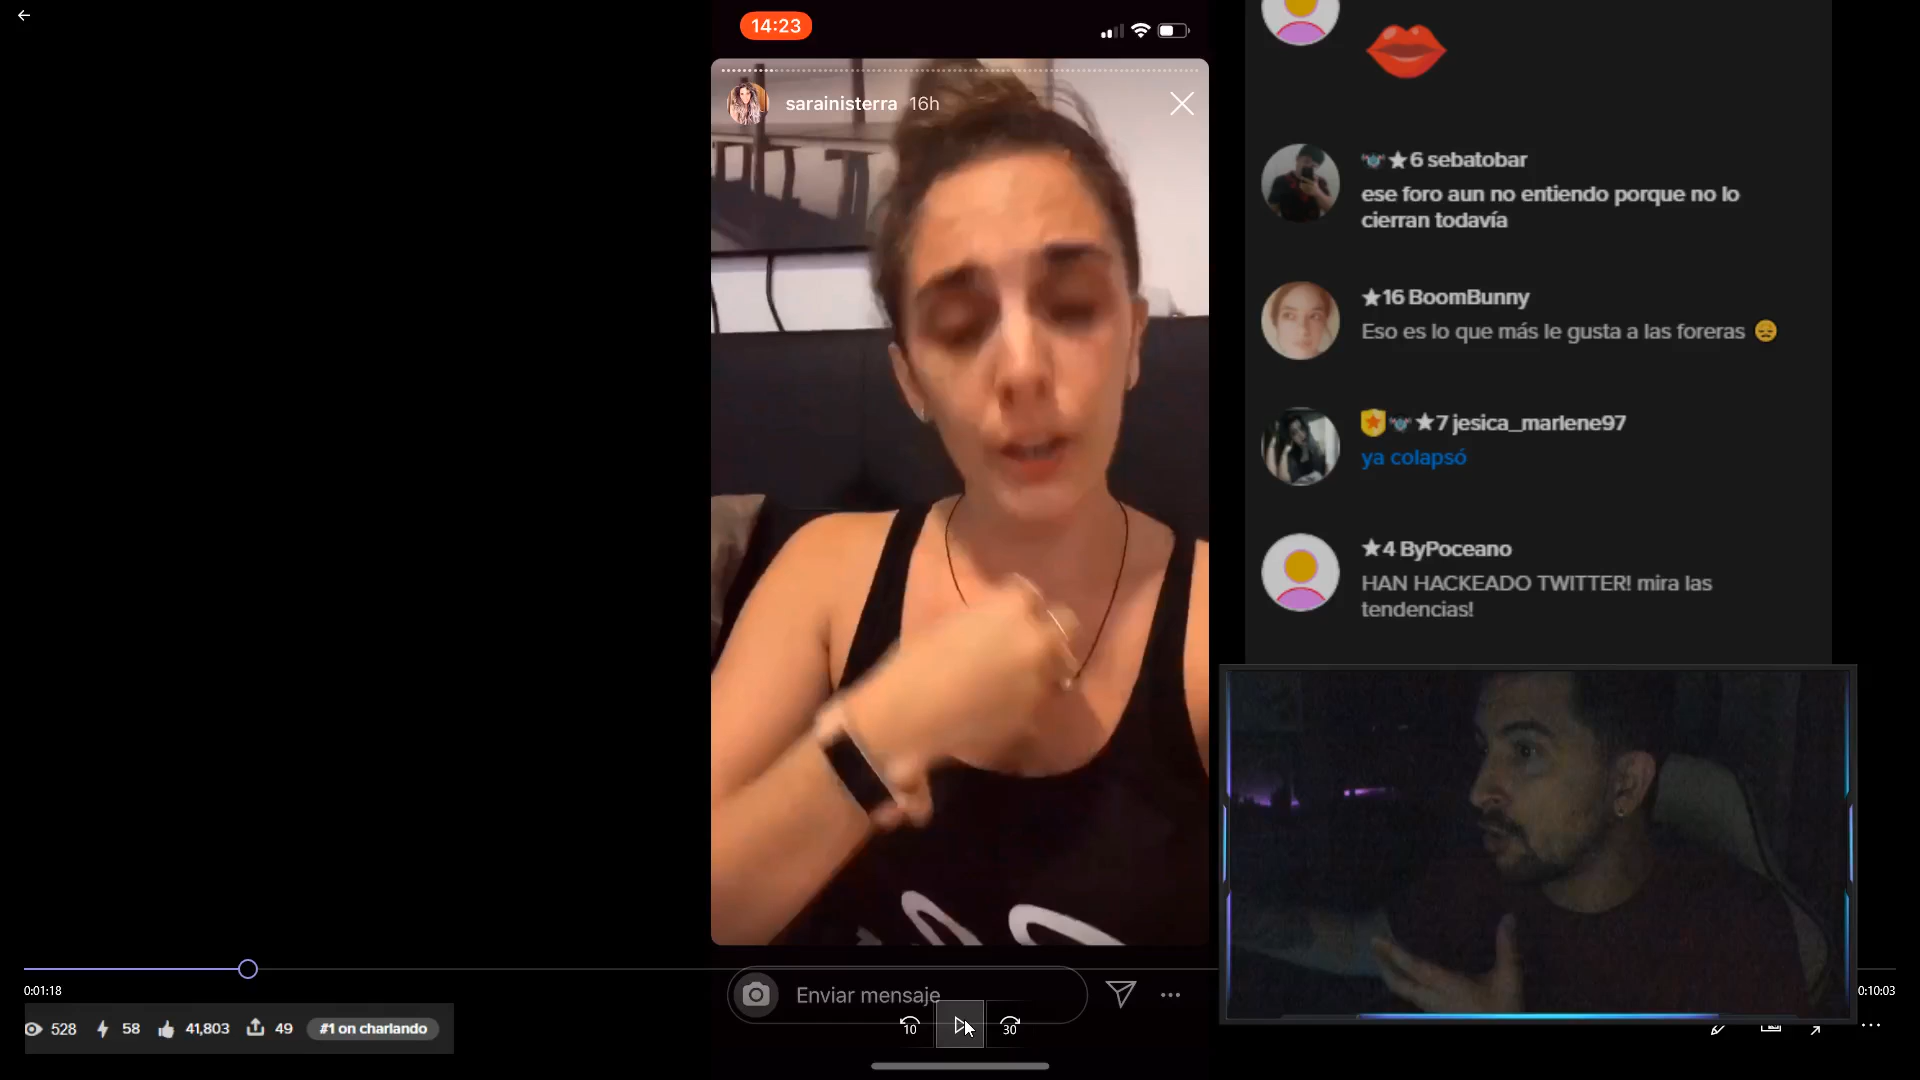 14:23
sarainisterra 16h
★6 sebatobar
ese foro aun no entiendo porque no lo
cierran todavía
★16 BoomBunny
Eso es lo que más le gusta a las foreras
★7 jesica_marlene97
ya colapsó
★4 ByPoceano
HAN HACKEADO TWITTER! mira las
tendencias!
0:01:18
0:10:03
Enviar mensaje
10
30
528 58 41,803 49 #1 on charlando